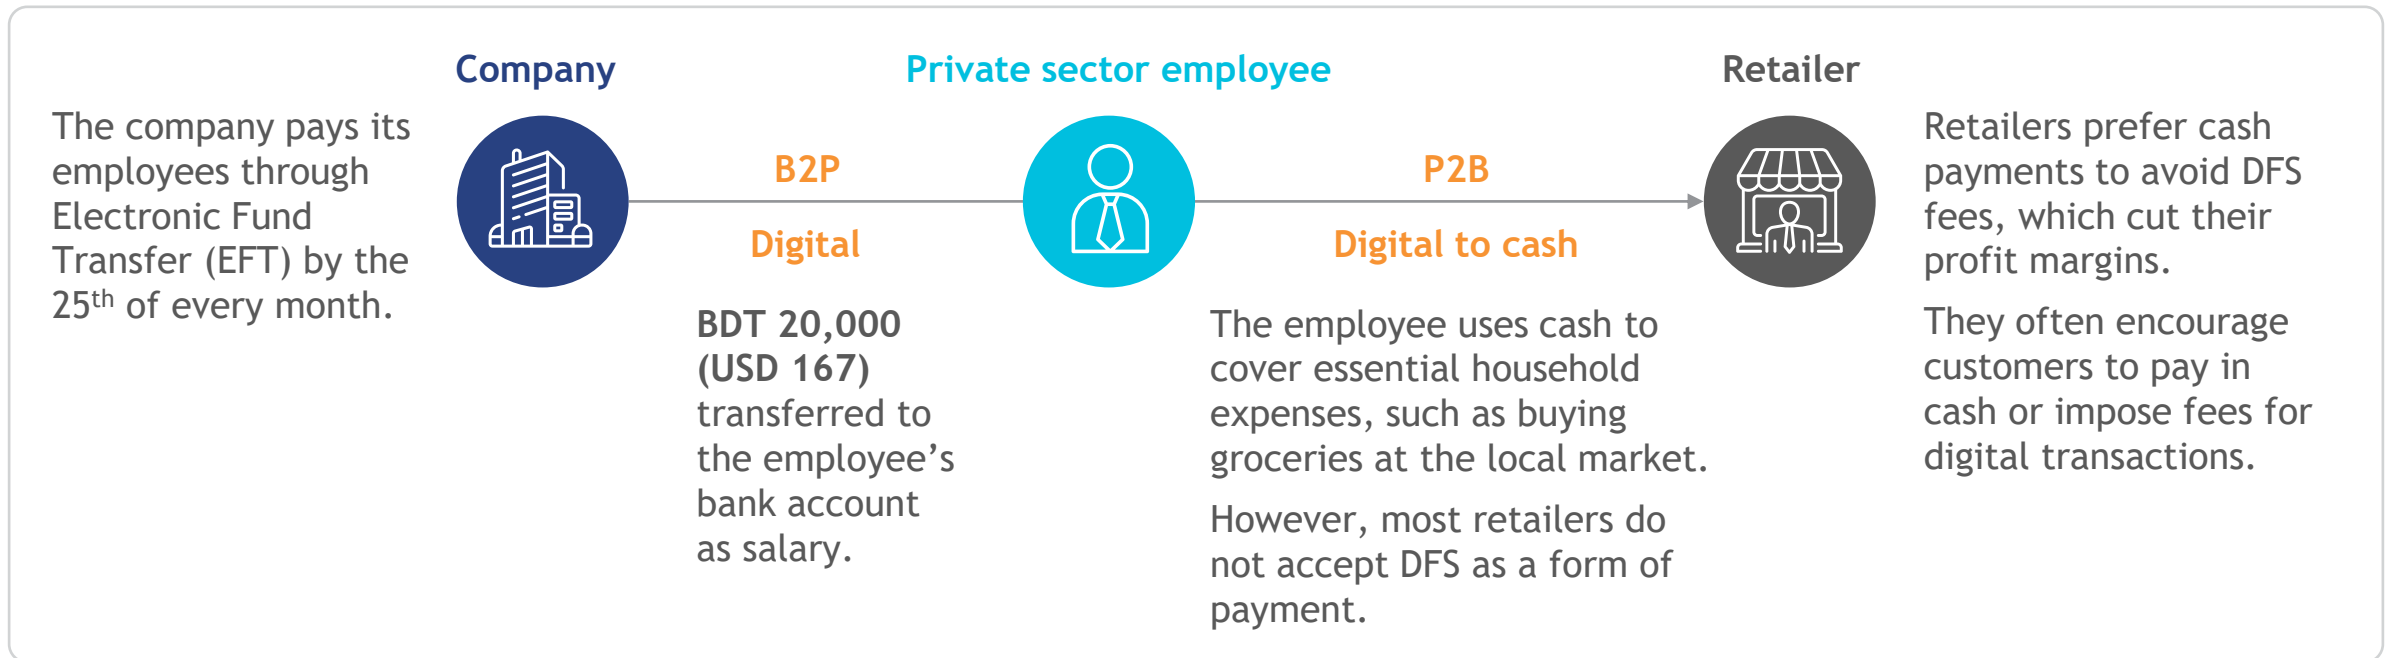 Company
Private sector employee
Retailer
The company pays its
employees through
Electronic Fund
Transfer (EFT) by the
25th of every month.
B2P
Digital
BDT 20,000
(USD 167)
transferred to
the employee’s
bank account
as salary.
P2B
Digital to cash
The employee uses cash to
cover essential household
expenses, such as buying
groceries at the local market.
However, most retailers do
not accept DFS as a form of
payment.
Retailers prefer cash
payments to avoid DFS
fees, which cut their
profit margins.
They often encourage
customers to pay in
cash or impose fees for
digital transactions.